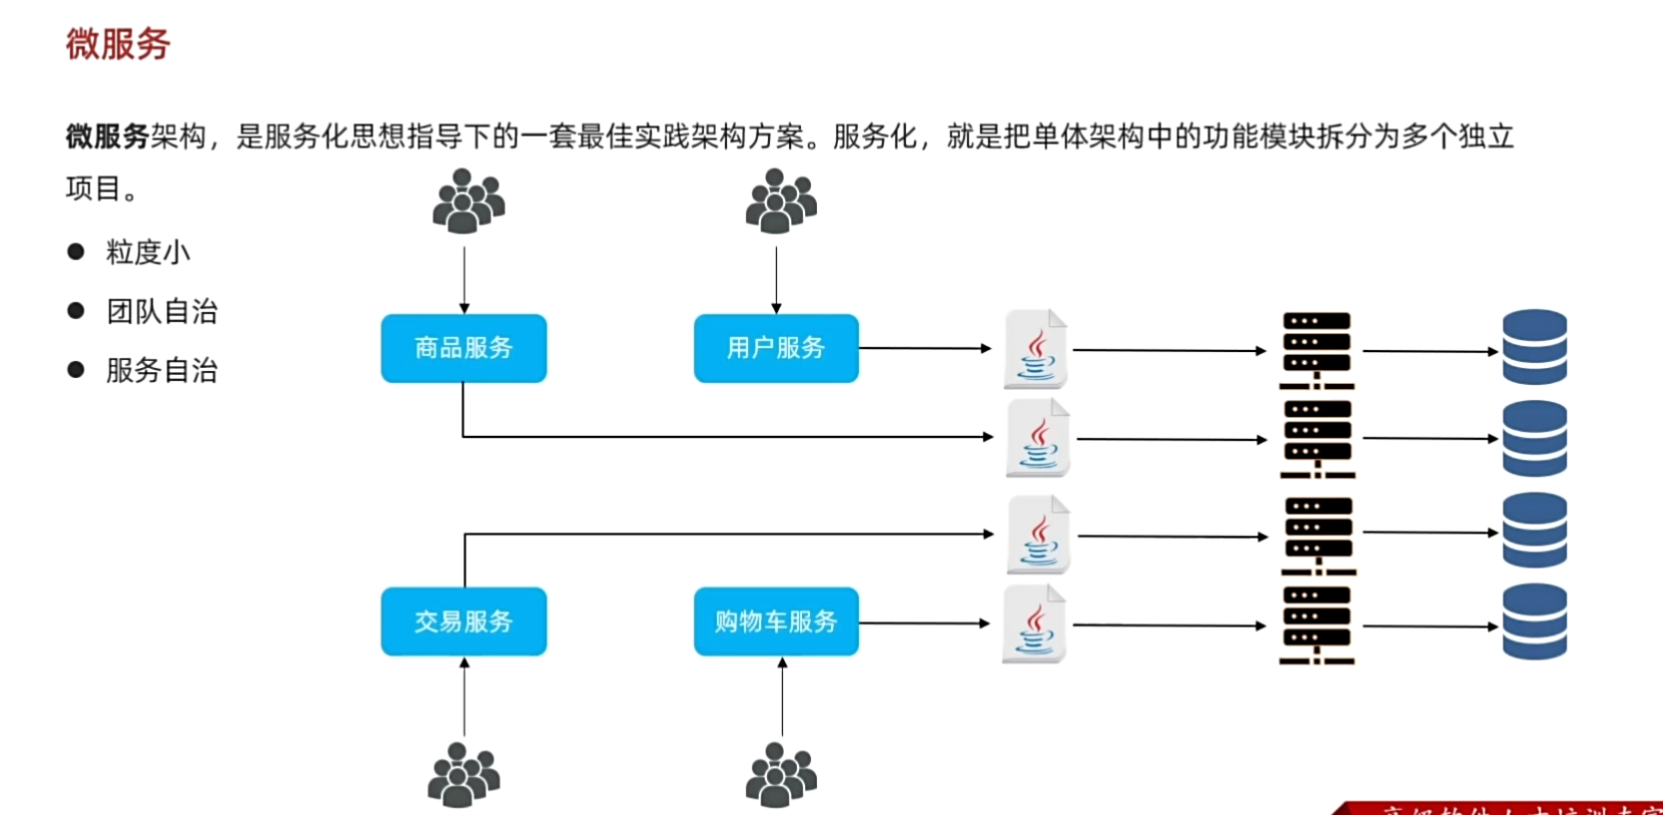 微服务
微服务架构，是服务化思想指导下的一套最佳实践架构方案。服务化，就是把单体架构中的功能模块拆分为多个独立
项目。
● 粒度小
● 团队自治
● 服务自治
商品服务
用户服务
交易服务
购物车服务